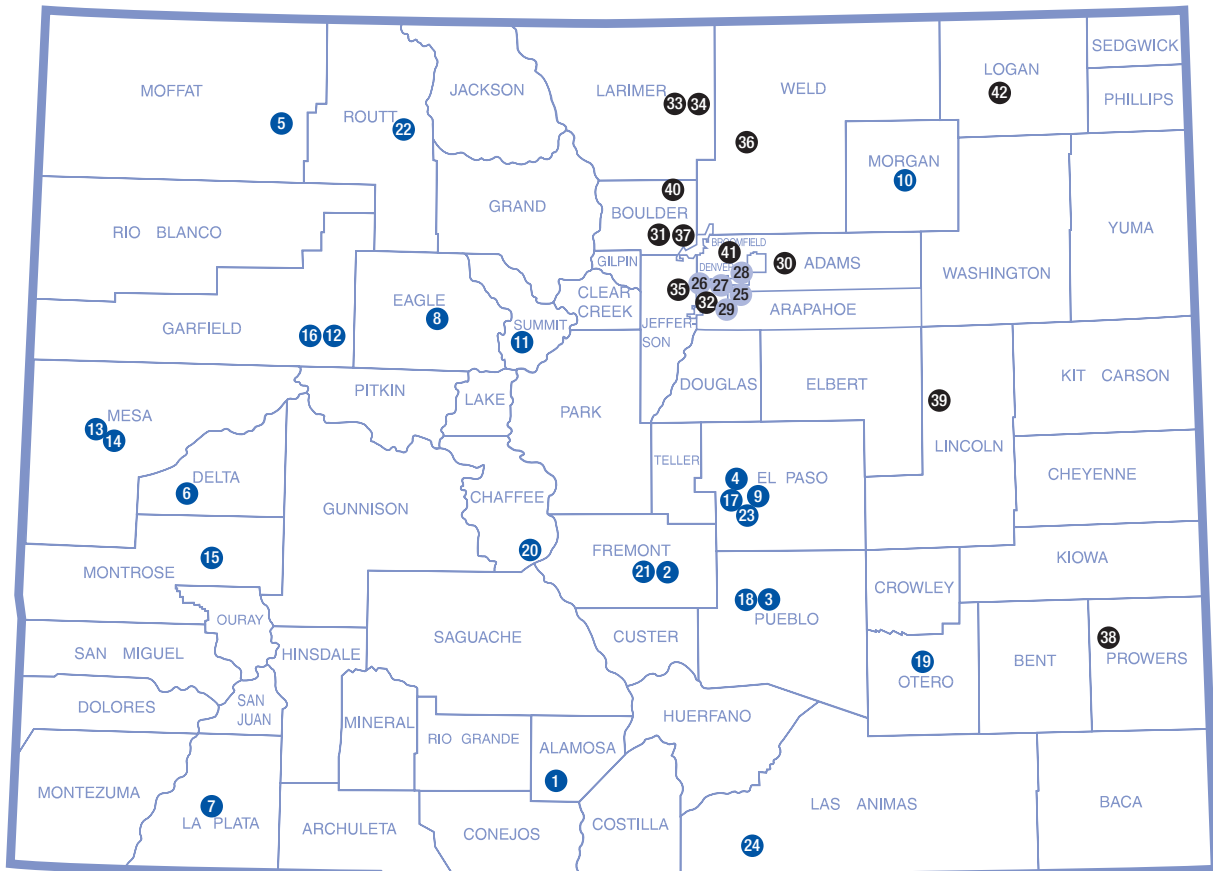 SEDGWICK
LOGAN
42
MOFFAT
JACKSON
LARIMER
WELD
PHILLIPS
33 34
5
ROUTT
22
36
MORGAN
10
40
GRAND
BOULDER
RIO BLANCO
31 37
YUMA
BROOMFIELD
41
GILPIN
DENVER
28
30
ADAMS
WASHINGTON
26
27
35
CLEAR
CREEK
25
32
29
ARAPAHOE
EAGLE
8
SUMMIT
11
JEFFER-
SON
GARFIELD
16 12
PITKIN
LAKE
PARK
DOUGLAS
ELBERT
KIT CARSON
39
MESA
13
14
LINCOLN
TELLER
DELTA
6
4
EL PASO
CHEYENNE
17
9
23
CHAFFEE
GUNNISON
20
15
MONTROSE
FREMONT
21 2
KIOWA
CROWLEY
18 3
PUEBLO
OURAY
SAGUACHE
CUSTER
38
PROWERS
SAN MIGUEL
HINSDALE
19
OTERO
BENT
DOLORES
SAN
JUAN
MINERAL
HUERFANO
RIO GRANDE
ALAMOSA
1
MONTEZUMA
7
LA PLATA
LAS ANIMAS
BACA
ARCHULETA
CONEJOS
COSTILLA
24